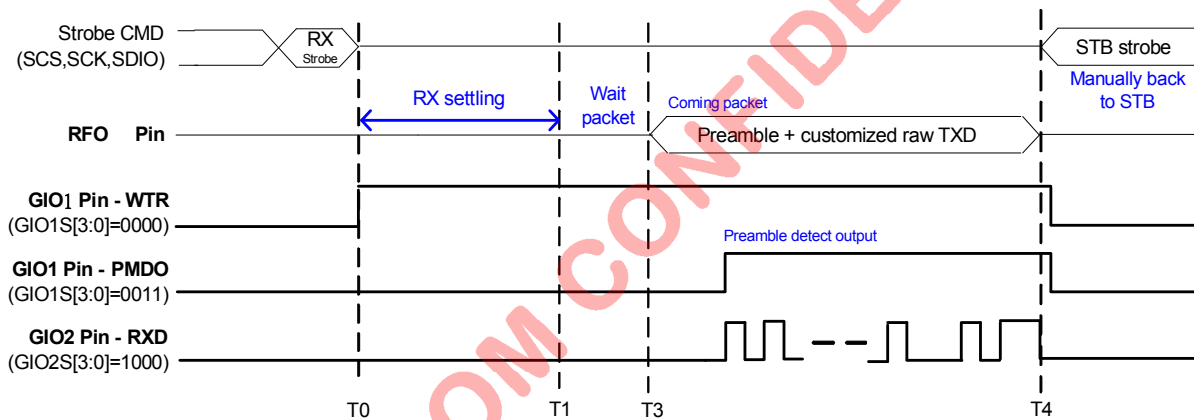 Strobe CMD
(SCS,SCK,SDIO)
RX
Strobe
STB strobe
Manually back
to STB
RX settling
Wait
packet
Coming packet
RFO Pin
Preamble + customized raw TXD
GIO1 Pin - WTR
(GIO1S[3:0]=0000)
Preamble detect output
GIO1 Pin - PMDO
(GIO1S[3:0]=0011)
GIO2 Pin - RXD
(GIO2S[3:0]=1000)
T0
T1
T3
T4
OM CONFIDE